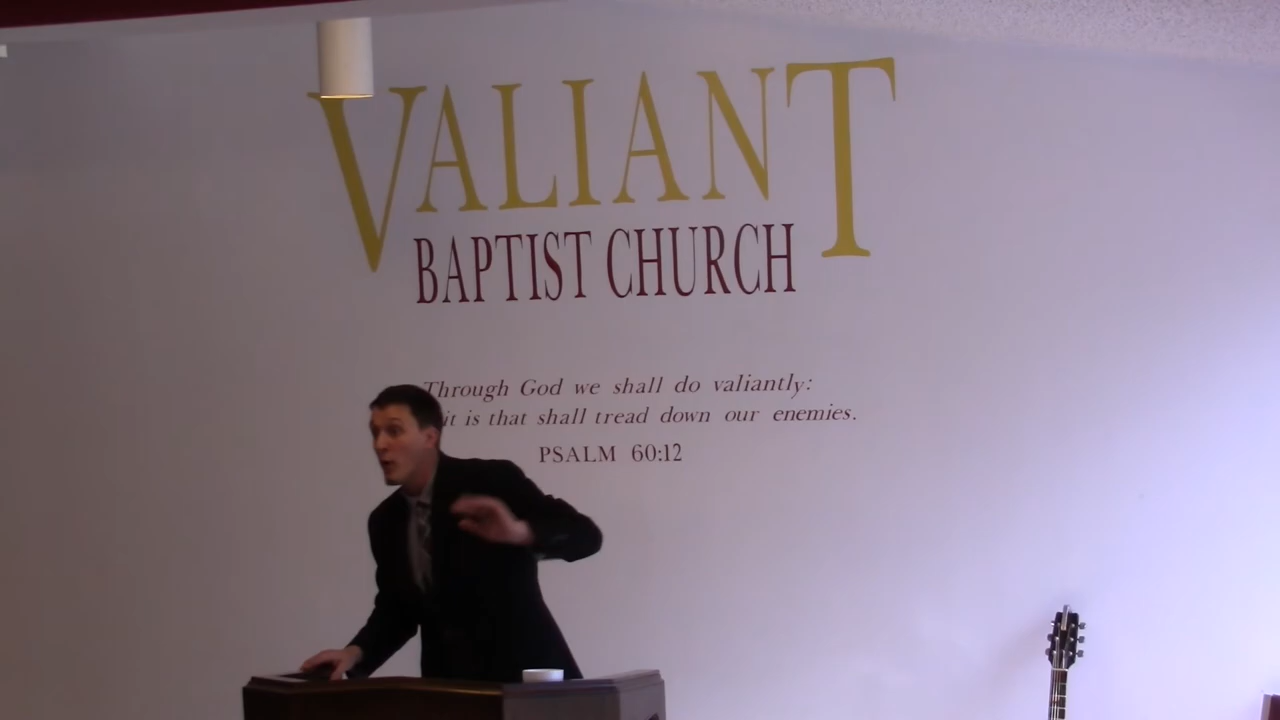 VALIANT
BAPTIST CHURCH
Through God we shall do valiantly:
it is that shall tread down our enemies.
PSALM 60:12